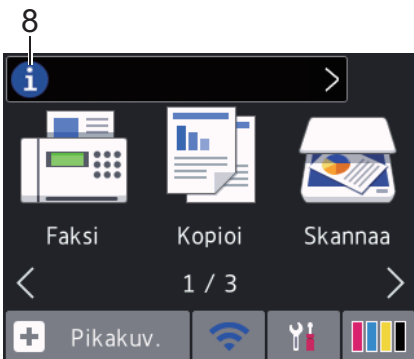 8
i
Faksi Kopioi Skannaa
1 / 3
Pikakuv.